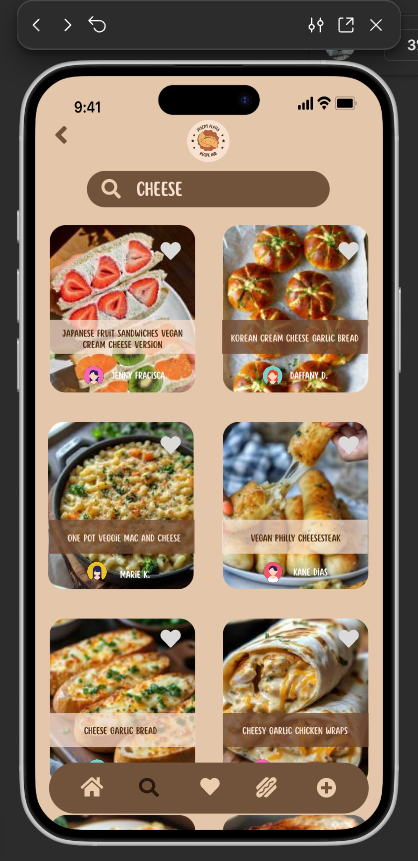 9:41
CHEESE
JAPANESE FRUIT SANDWICHES VEGAN
CREAM CHEESE VERSION
JENNY FRACISCA
KOREAN CREAM CHEESE GARLIC BREAD
DAFFANY D.
ONE POT VEGGIE MAC AND CHEESE
MARIE K.
VEGAN PHILLY CHEESESTEAK
KANE DIAS
CHEESE GARLIC BREAD
CHEESY GARLIC CHICKEN WRAPS